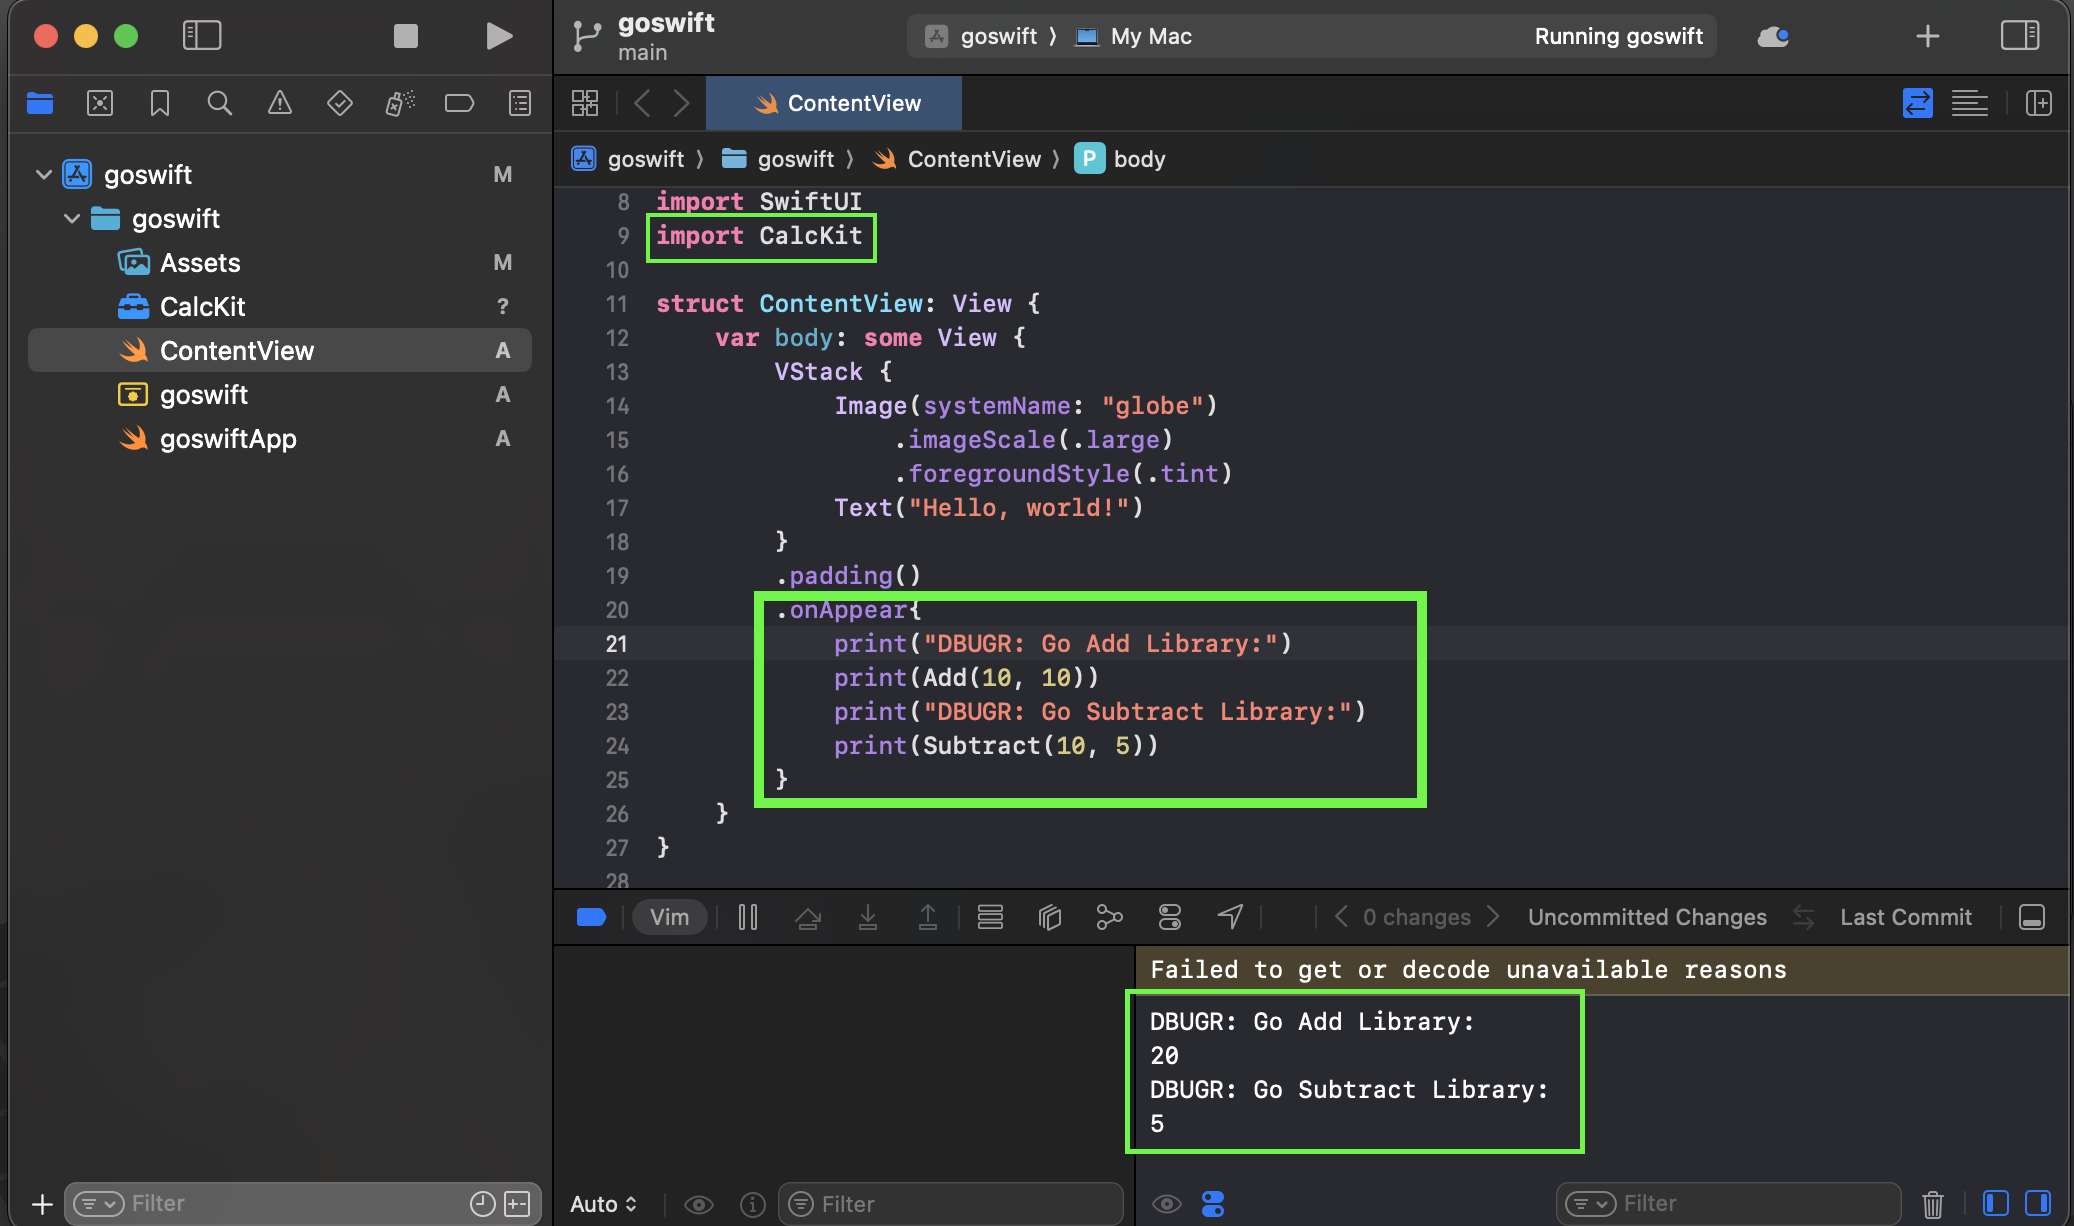 goswift
main
goswift 〉 My Mac
Running goswift
ContentView
goswift 〉 goswift 〉 ContentView 〉 P body
goswift M
goswift
Assets M
CalcKit ?
ContentView A
goswift A
goswiftApp A
8 import SwiftUI
9 import CalcKit
10
11 struct ContentView: View {
12 var body: some View {
13 VStack {
14 Image(systemName: "globe")
15 .imageScale(.large)
16 .foregroundStyle(.tint)
17 Text("Hello, world!")
18 }
19 .padding()
20 .onAppear{
21 print("DBUGR: Go Add Library:")
22 print(Add(10, 10))
23 print("DBUGR: Go Subtract Library:")
24 print(Subtract(10, 5))
25 }
26 }
27 }
28
Vim
0 changes
Uncommitted Changes
Last Commit
Failed to get or decode unavailable reasons
DBUGR: Go Add Library:
20
DBUGR: Go Subtract Library:
5
Filter
Auto
Filter
Filter